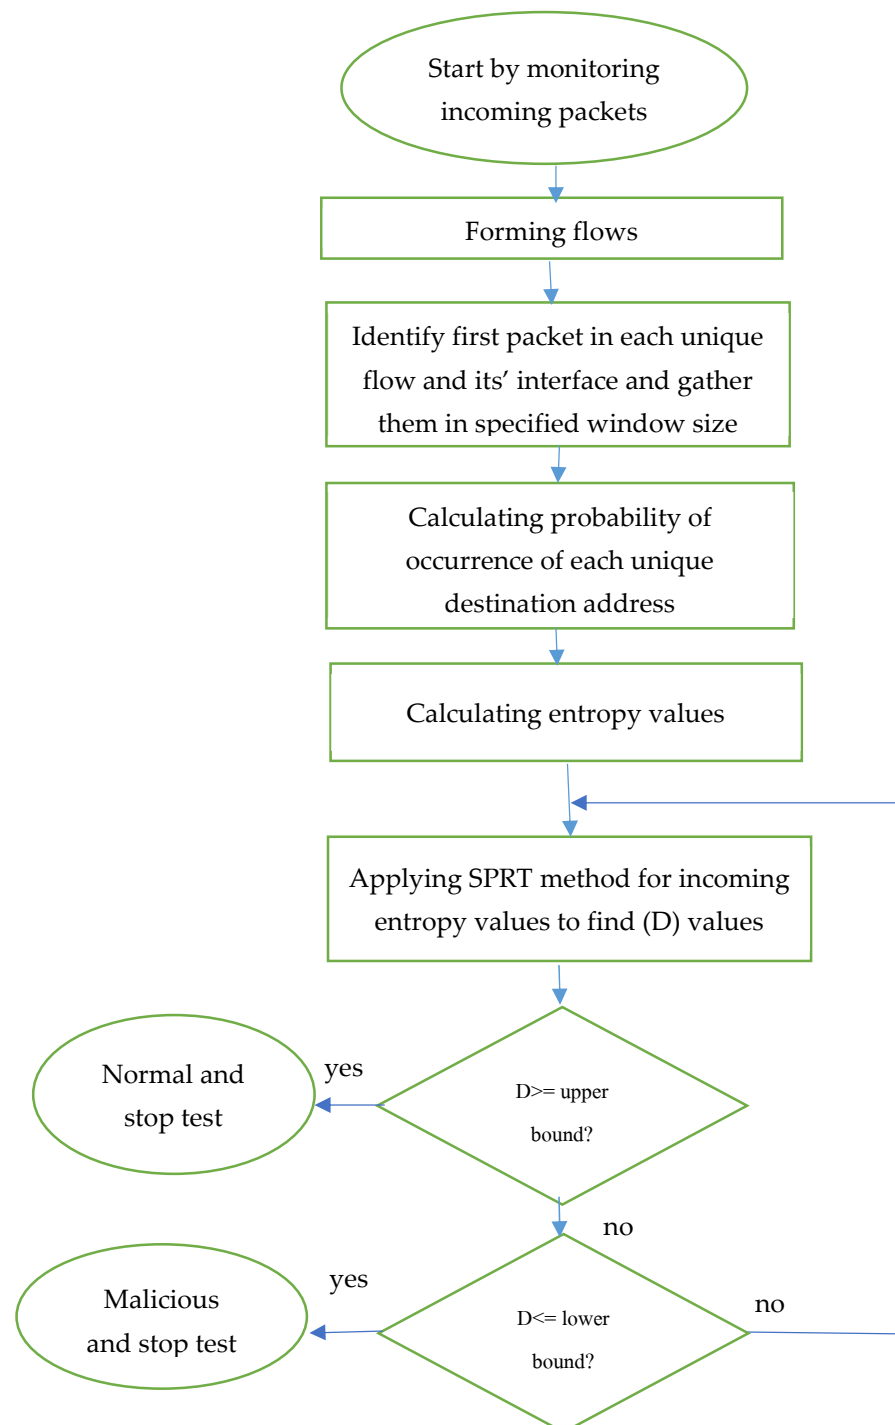 Start by monitoring
incoming packets
Forming flows
Identify first packet in each unique
flow and its’ interface and gather
them in specified window size
Calculating probability of
occurrence of each unique
destination address
Calculating entropy values
Applying SPRT method for incoming
entropy values to find (D) values
Normal and
stop test
yes
D>= upper
bound?
no
Malicious
and stop test
yes
D<= lower
bound?
no